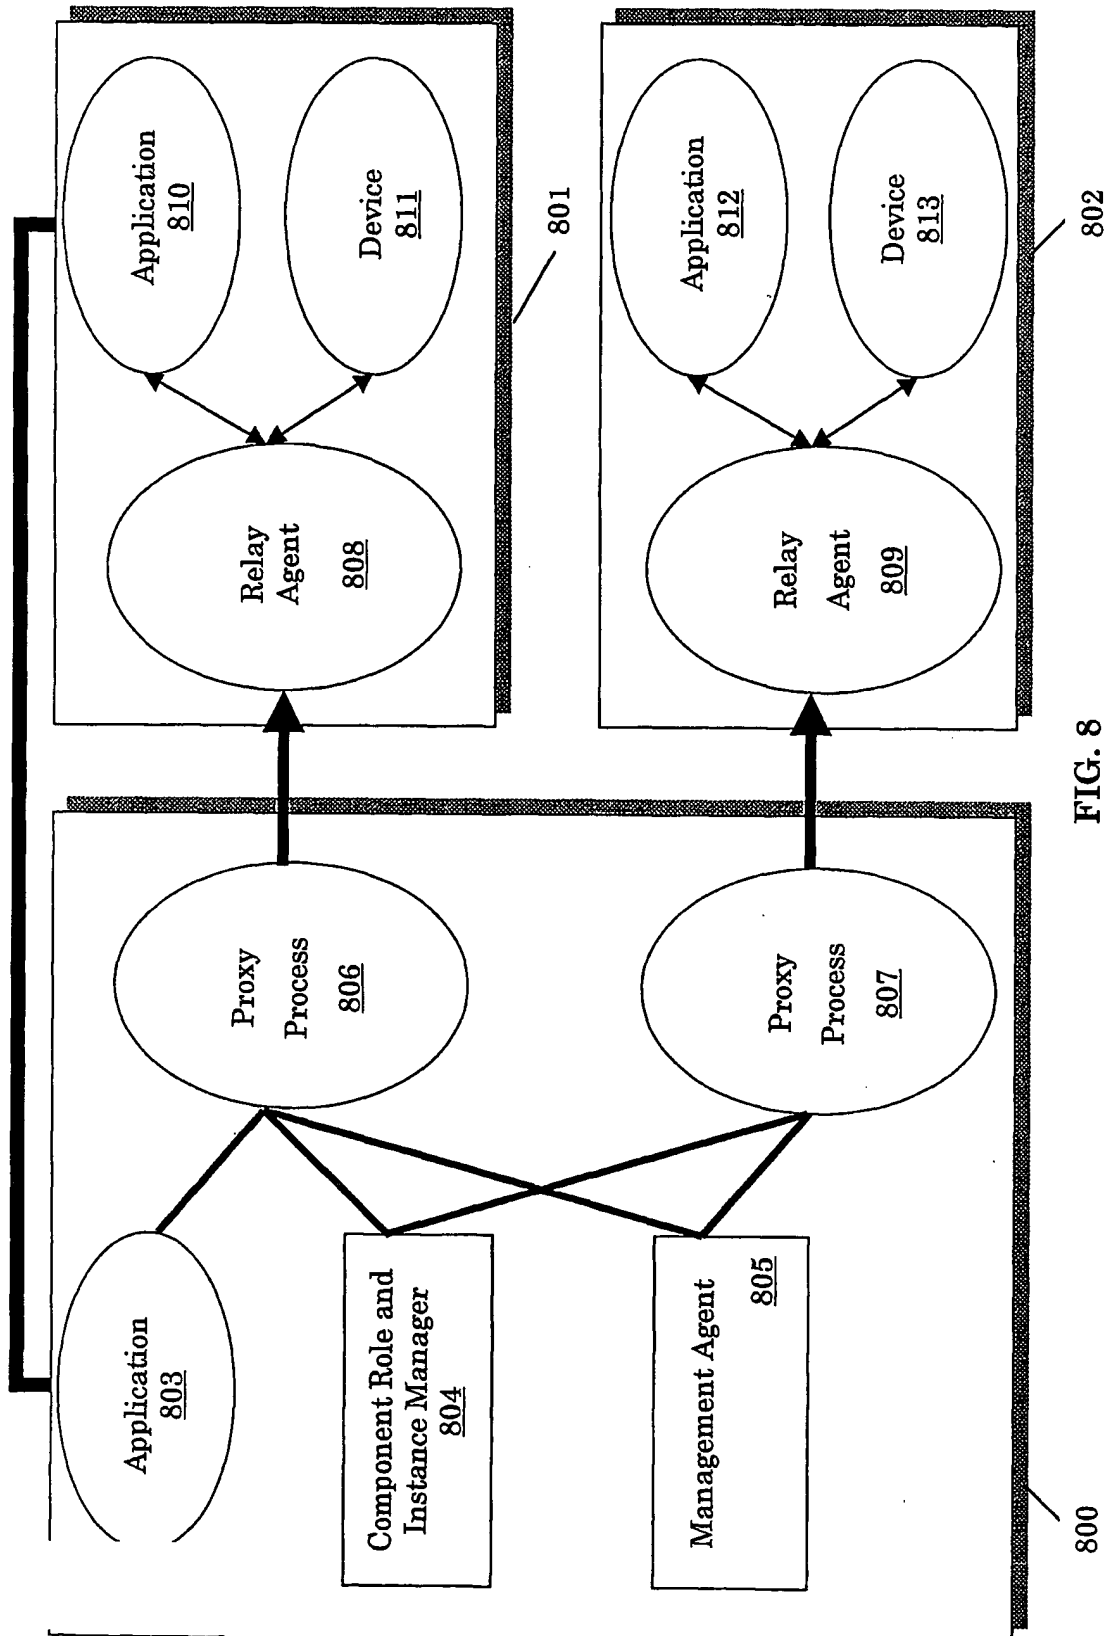 Application
803
Component Role and
Instance Manager
804
Management Agent
805
800
Proxy
Process
806
Proxy
Process
807
Relay
Agent
808
Application
810
Device
811
801
Relay
Agent
809
Application
812
Device
813
802
FIG. 8